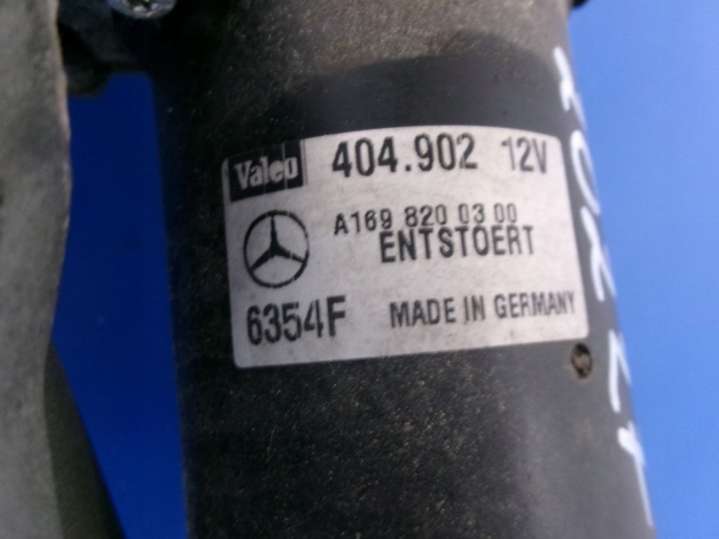 Valeo 404.902 12V
A169 820 03 00
ENTSTOERT
6354F MADE IN GERMANY